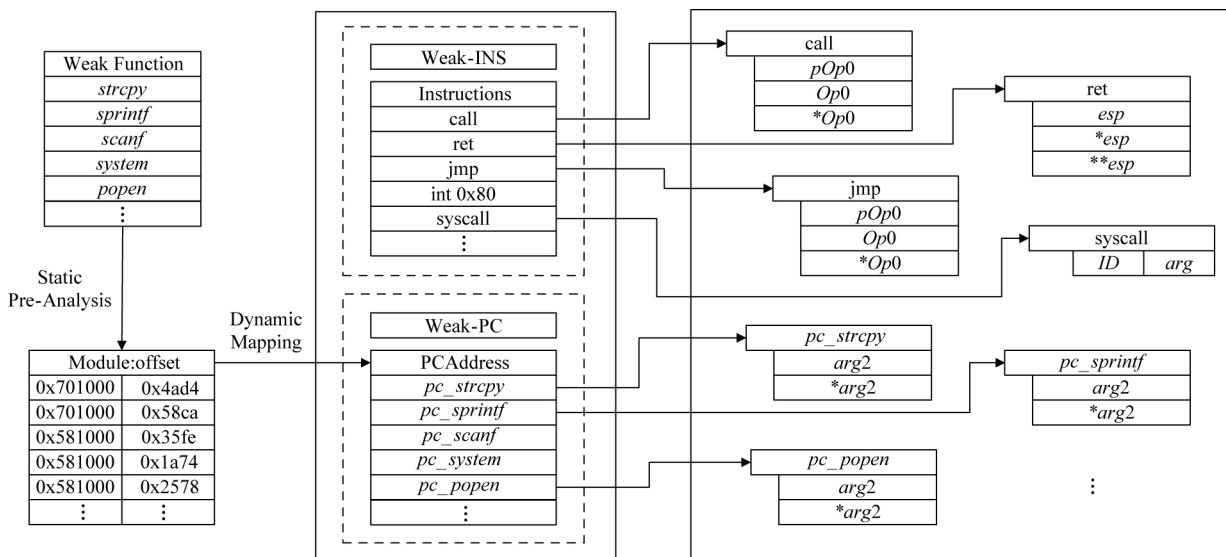 Weak Function
strcpy
sprintf
scanf
system
popen
⋮
Static
Pre-Analysis
Module:offset
0x701000 0x4ad4
0x701000 0x58ca
0x581000 0x35fe
0x581000 0x1a74
0x581000 0x2578
⋮ ⋮
Dynamic
Mapping
Weak-INS
Instructions
call
ret
jmp
int 0x80
syscall
⋮
Weak-PC
PCAddress
pc_strcpy
pc_sprintf
pc_scanf
pc_system
pc_popen
⋮
call
pOp0
Op0
*Op0
ret
esp
*esp
**esp
jmp
pOp0
Op0
*Op0
syscall
ID arg
pc_strcpy
arg2
*arg2
pc_sprintf
arg2
*arg2
pc_popen
arg2
*arg2
⋮